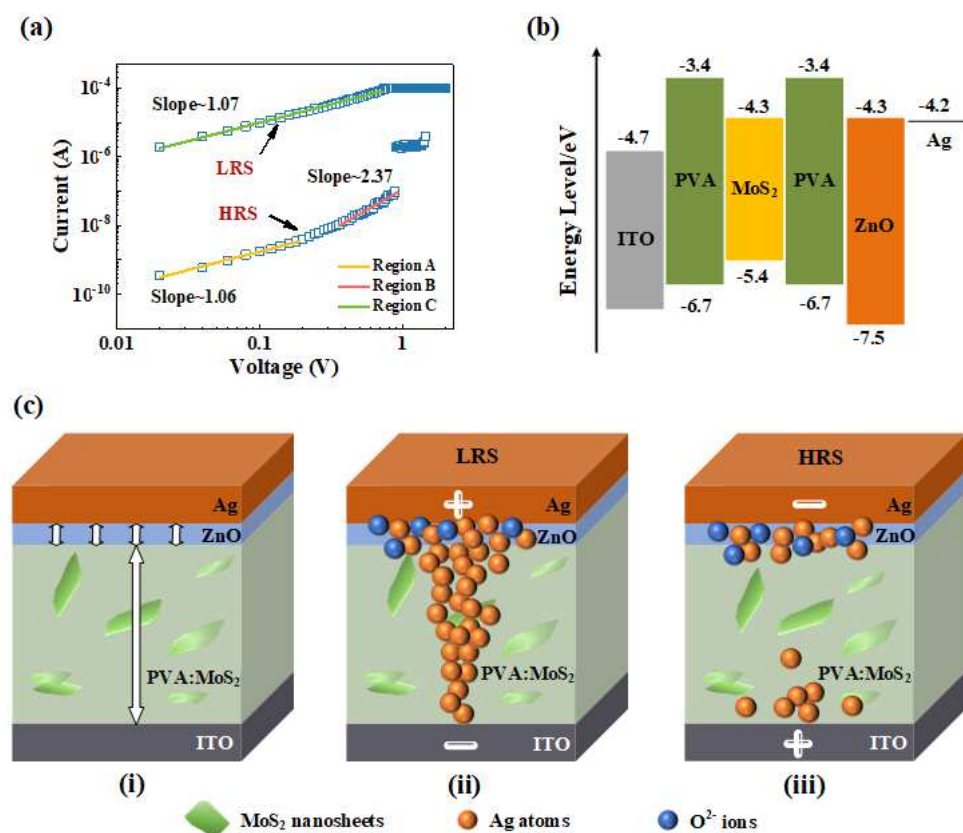 (a)
10⁻⁴
10⁻⁶
10⁻⁸
10⁻¹⁰
Current (A)
Slope~1.07
LRS
Slope~2.37
HRS
Slope~1.06
Region A
Region B
Region C
0.01
0.1
1
Voltage (V)
(b)
Energy Level/eV
-4.7
ITO
-3.4
PVA
-6.7
-4.3
MoS₂
-5.4
-3.4
PVA
-6.7
-4.3
ZnO
-7.5
-4.2
Ag
(c)
Ag
ZnO
PVA:MoS₂
ITO
(i)
LRS
+
PVA:MoS₂
−
(ii)
HRS
−
Ag
ZnO
PVA:MoS₂
+
ITO
(iii)
MoS₂ nanosheets
Ag atoms
O²⁻ ions